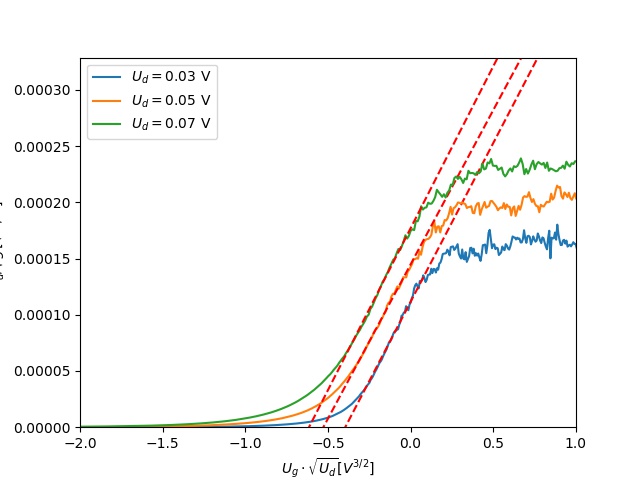 U_d = 0.03 V
U_d = 0.05 V
U_d = 0.07 V
0.00030
0.00025
0.00020
0.00015
0.00010
0.00005
0.00000
−2.0 −1.5 −1.0 −0.5 0.0 0.5 1.0
U_g · √U_d [V^{3/2}]